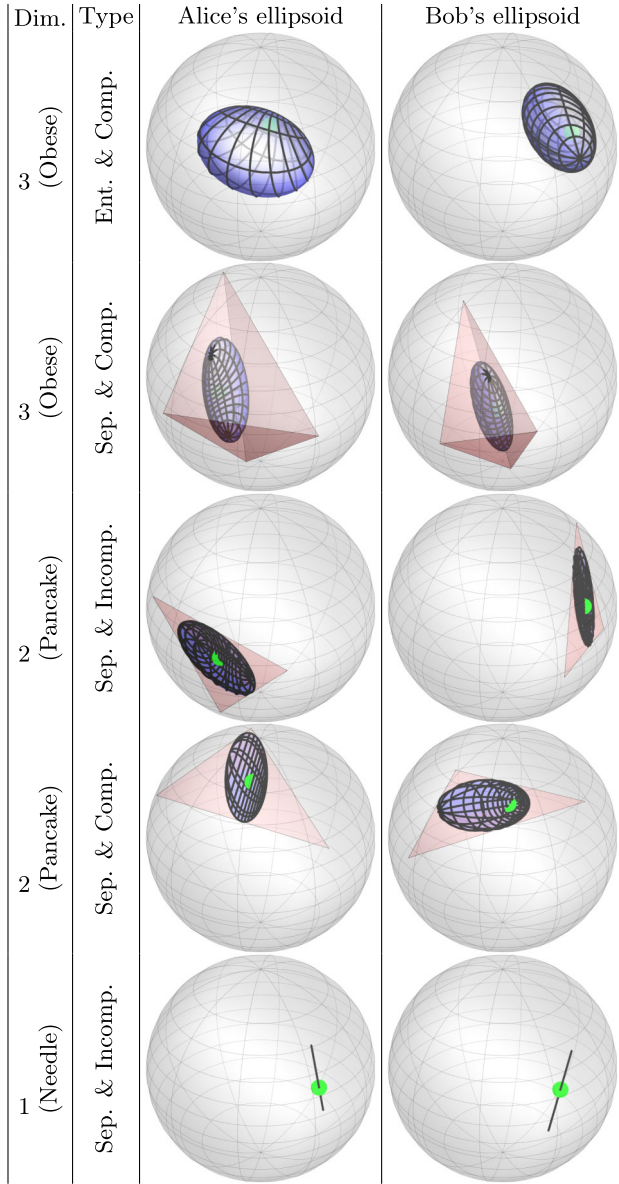 Dim. Type Alice's ellipsoid Bob's ellipsoid
3 (Obese) Ent. & Comp.
3 (Obese) Sep. & Comp.
2 (Pancake) Sep. & Incomp.
2 (Pancake) Sep. & Comp.
1 (Needle) Sep. & Incomp.